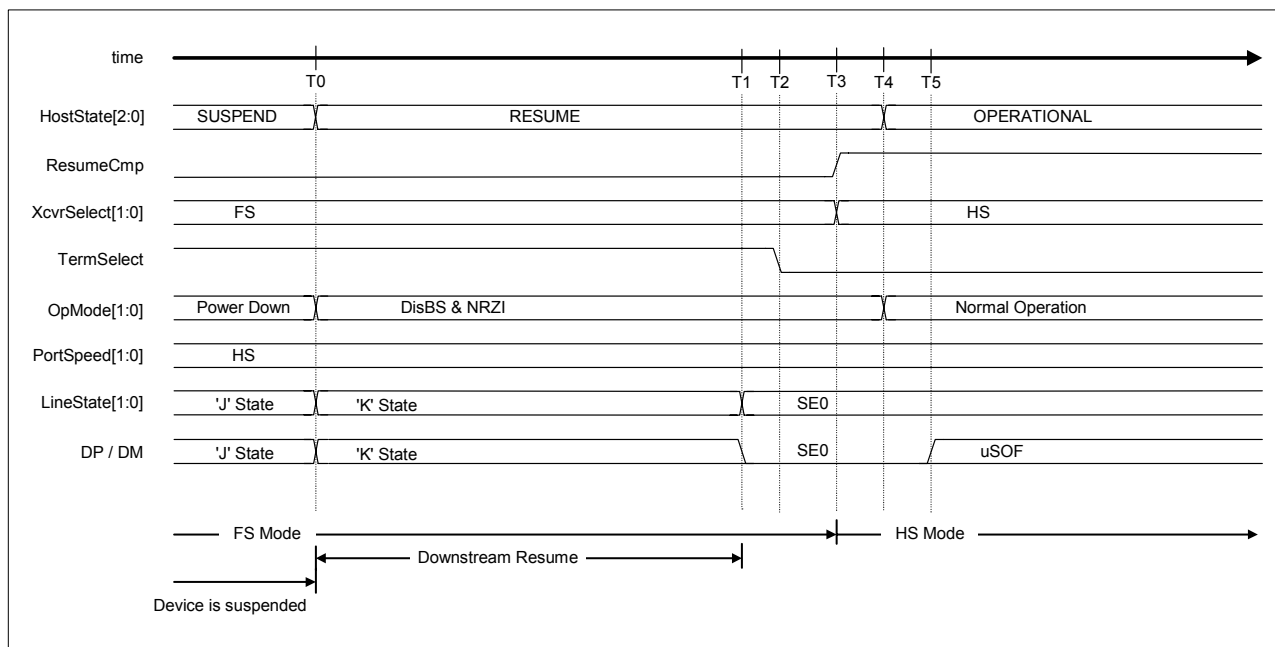 time
T0 T1 T2 T3 T4 T5
HostState[2:0] SUSPEND RESUME OPERATIONAL
ResumeCmp
XcvrSelect[1:0] FS HS
TermSelect
OpMode[1:0] Power Down DisBS & NRZI Normal Operation
PortSpeed[1:0] HS
LineState[1:0] 'J' State 'K' State SE0
DP / DM 'J' State 'K' State SE0 uSOF
FS Mode HS Mode
Downstream Resume
Device is suspended